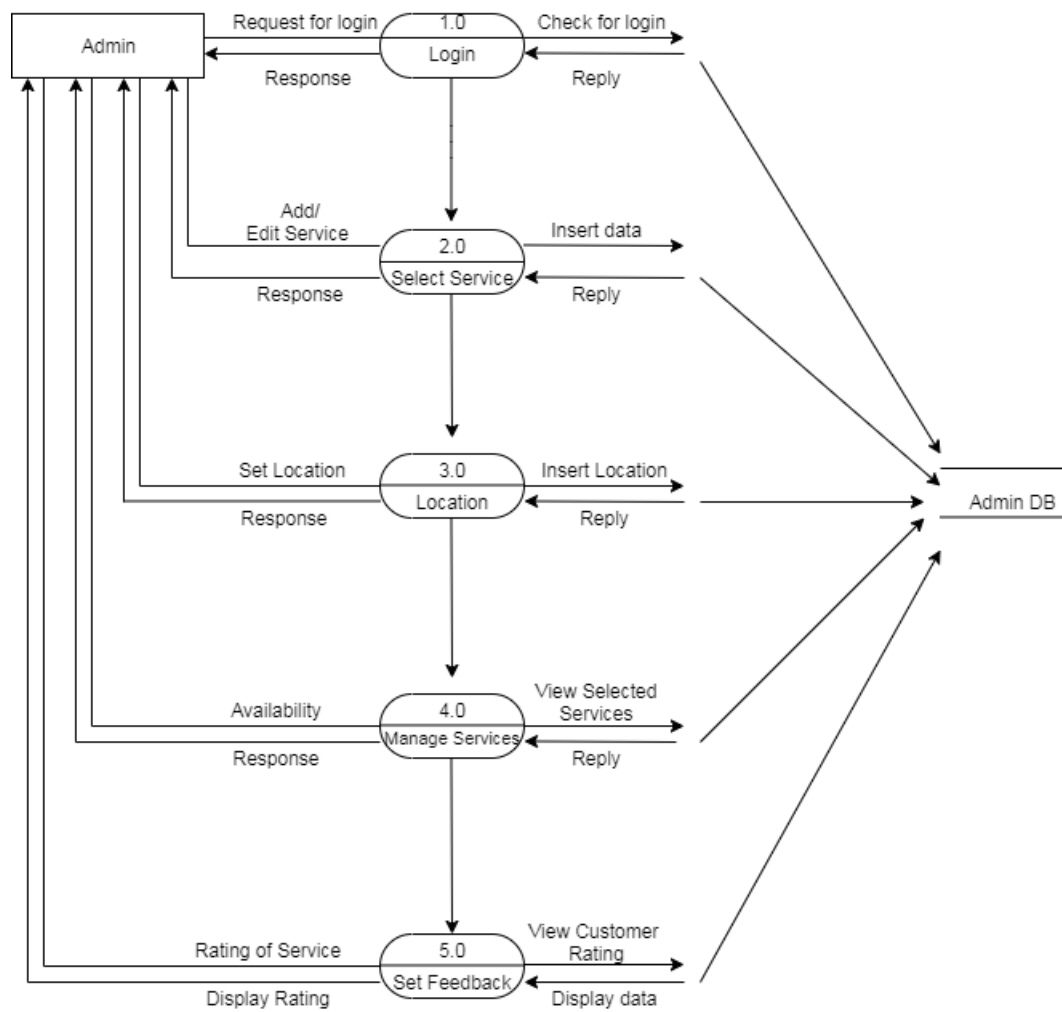 Admin
Request for login
1.0
Check for login
Login
Response
Reply
Add/
Edit Service
2.0
Insert data
Select Service
Response
Reply
Set Location
3.0
Insert Location
Location
Response
Reply
Admin DB
Availability
4.0
View Selected
Services
Manage Services
Response
Reply
Rating of Service
5.0
View Customer
Rating
Set Feedback
Display Rating
Display data